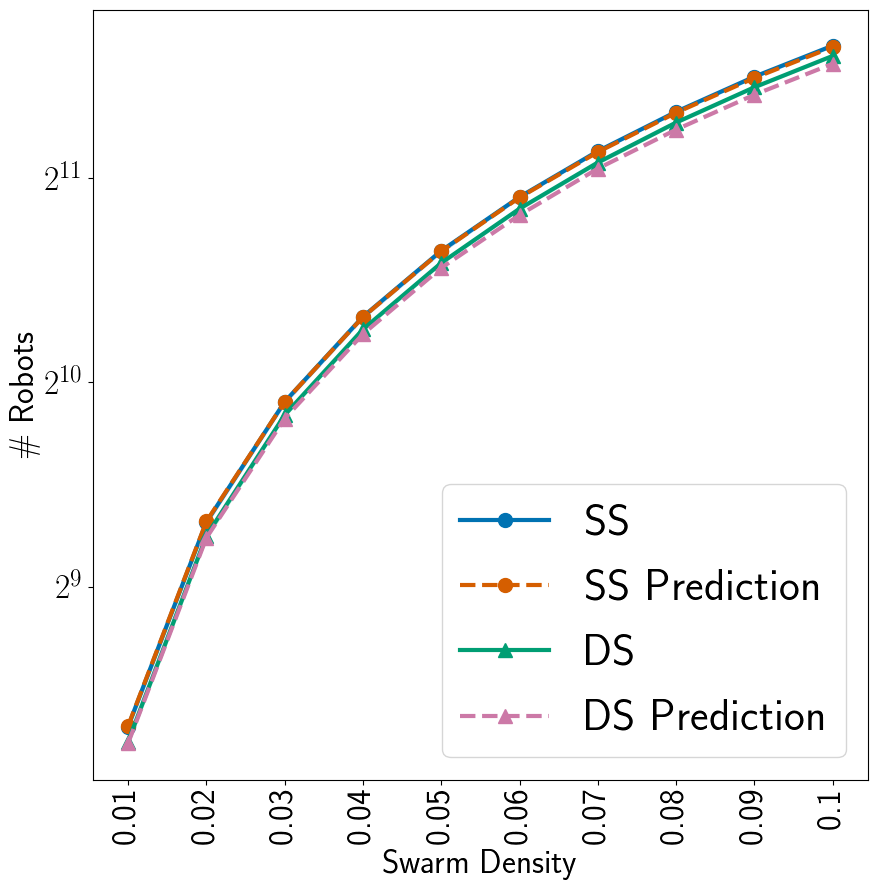 # Robots
2^11
2^10
2^9
SS
SS Prediction
DS
DS Prediction
0.01 0.02 0.03 0.04 0.05 0.06 0.07 0.08 0.09 0.1
Swarm Density